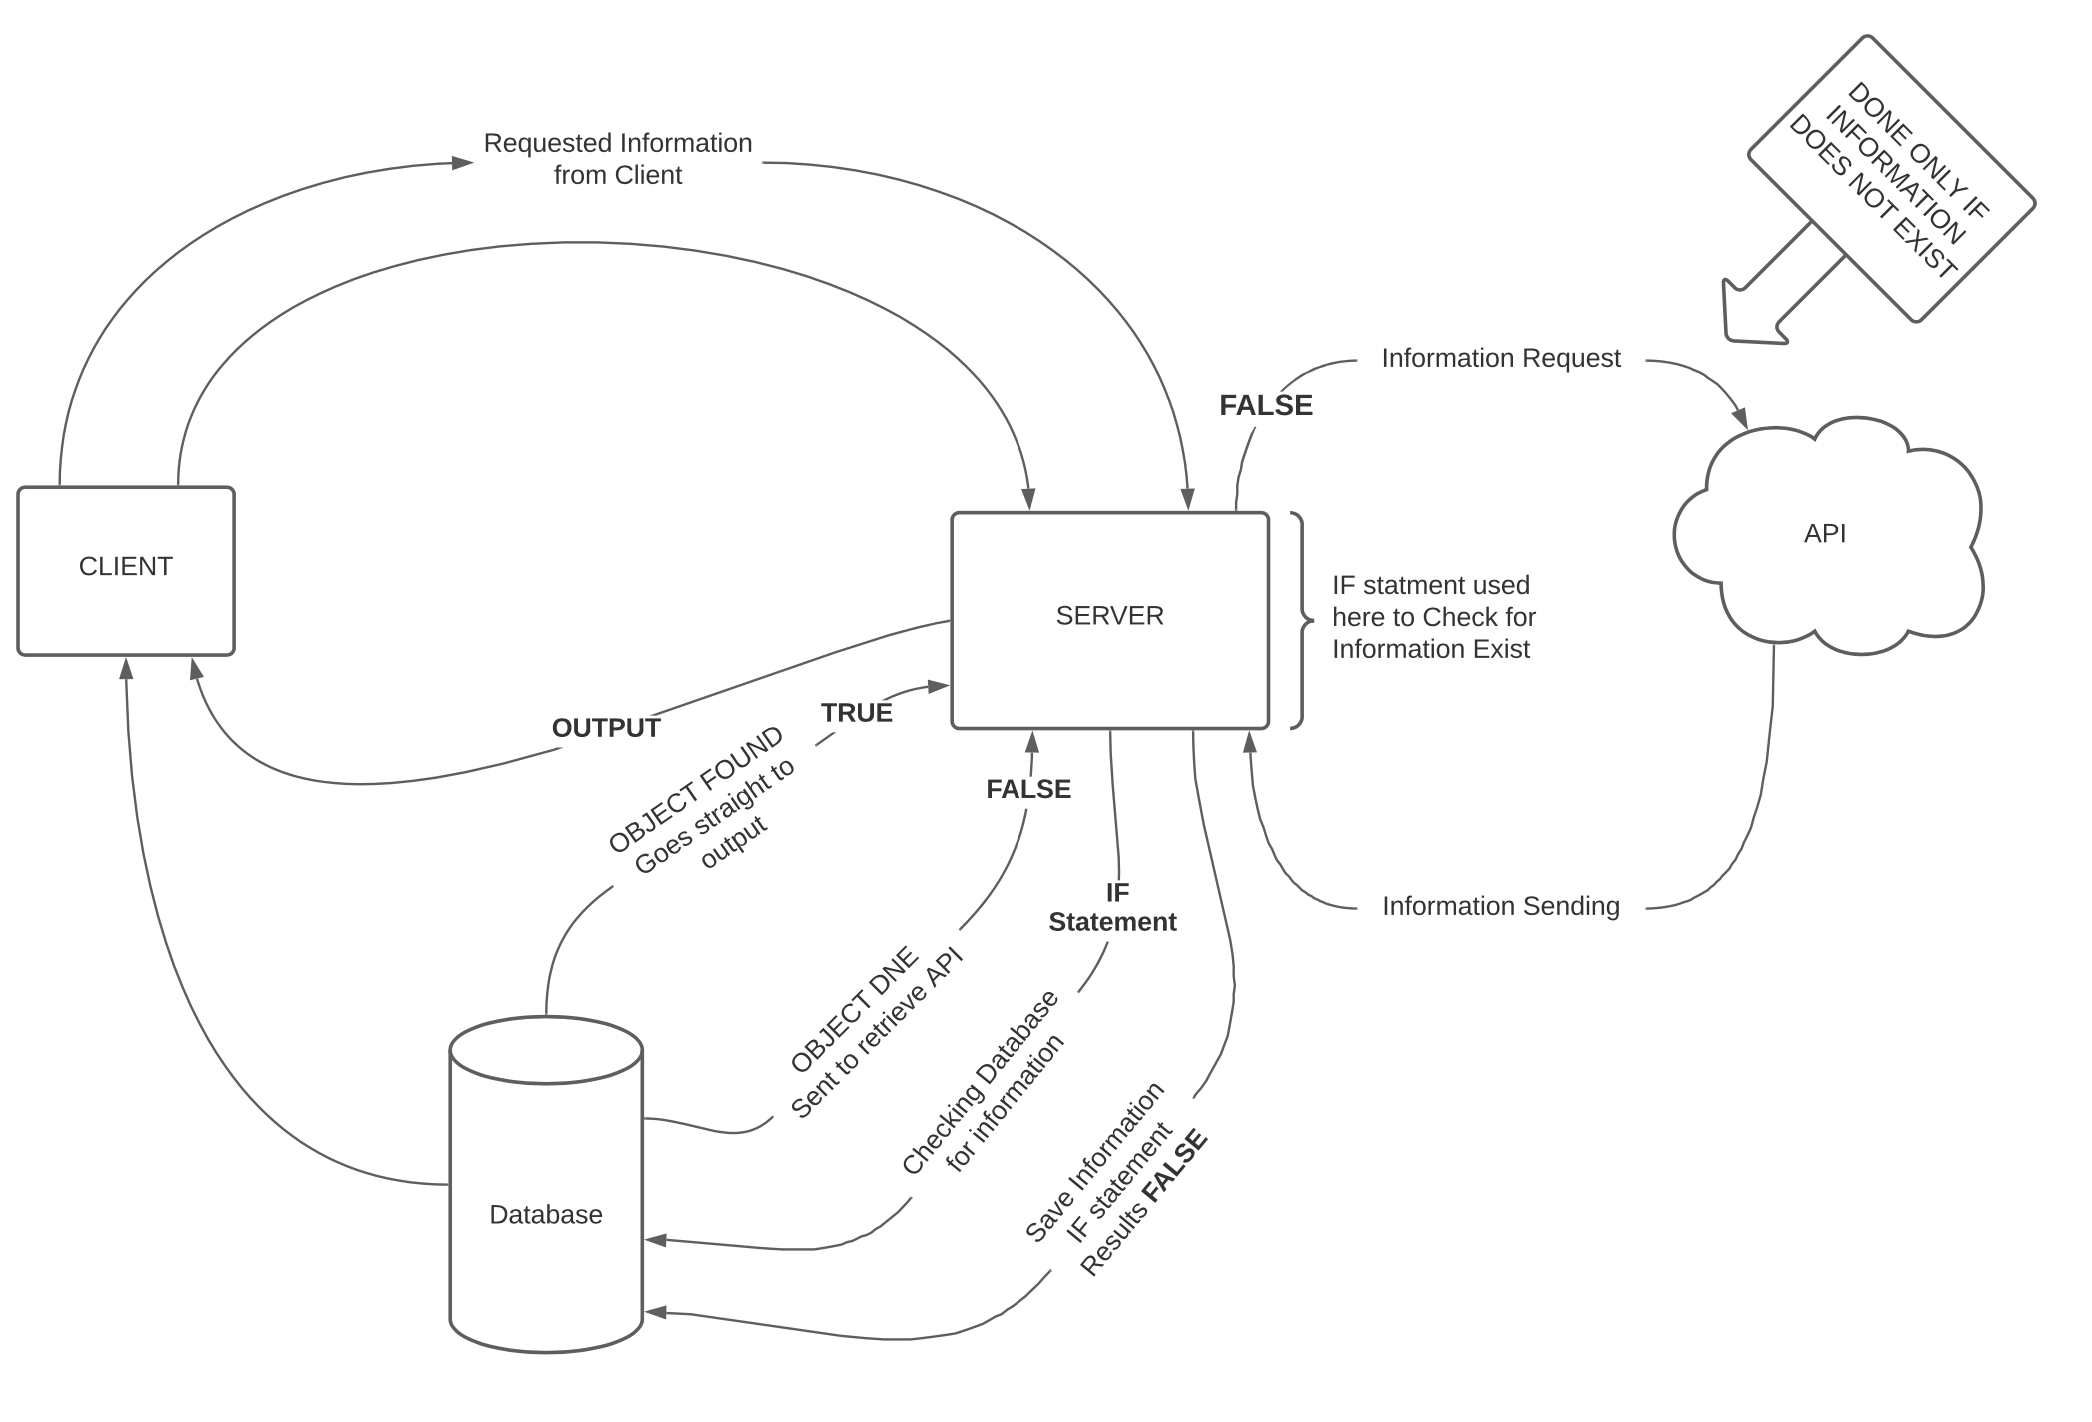 Requested Information
from Client
DONE ONLY IF
INFORMATION
DOES NOT EXIST
Information Request
FALSE
API
CLIENT
SERVER
IF statment used
here to Check for
Information Exist
OUTPUT
TRUE
OBJECT FOUND
Goes straight to
output
FALSE
IF
Statement
Information Sending
OBJECT DNE
Sent to retrieve API
Checking Database
for information
Save Information
IF statement
Results FALSE
Database